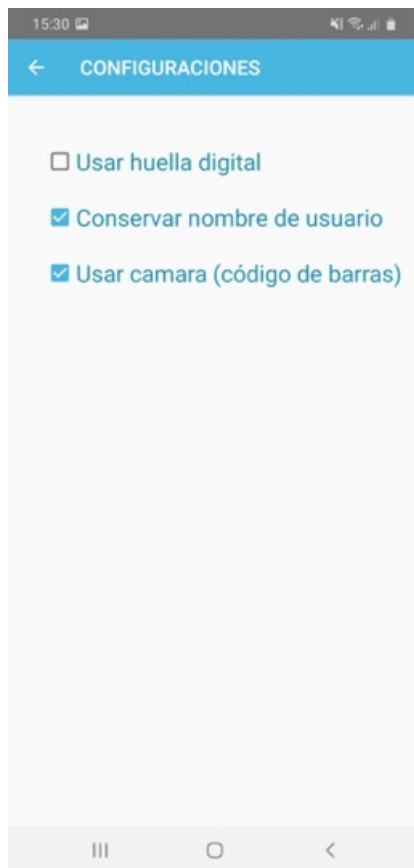 15:30
CONFIGURACIONES
Usar huella digital
Conservar nombre de usuario
Usar camara (código de barras)